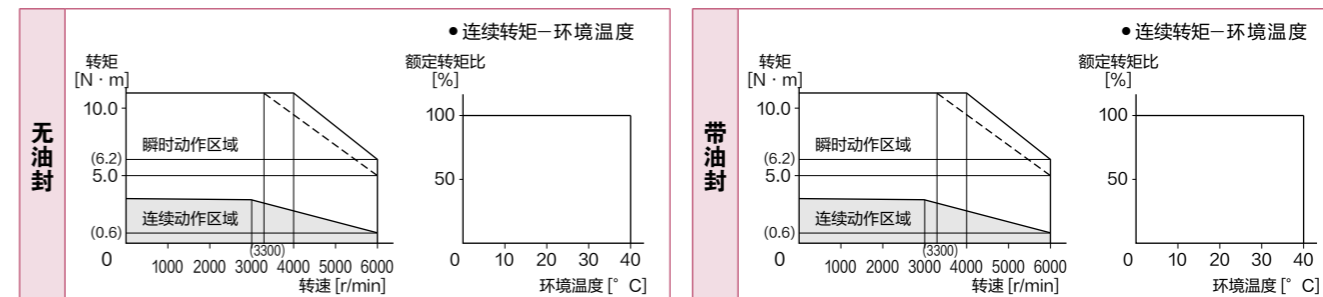 无油封
● 连续转矩－环境温度
转矩
[N · m]
10.0
(6.2)
5.0
(0.6)
0
瞬时动作区域
连续动作区域
(3300)
1000 2000 3000 4000 5000 6000
转速 [r/min]
额定转矩比
[%]
100
50
0
10 20 30 40
环境温度 [° C]
带油封
● 连续转矩－环境温度
转矩
[N · m]
10.0
(6.2)
5.0
(0.6)
0
瞬时动作区域
连续动作区域
(3300)
1000 2000 3000 4000 5000 6000
转速 [r/min]
额定转矩比
[%]
100
50
0
10 20 30 40
环境温度 [° C]